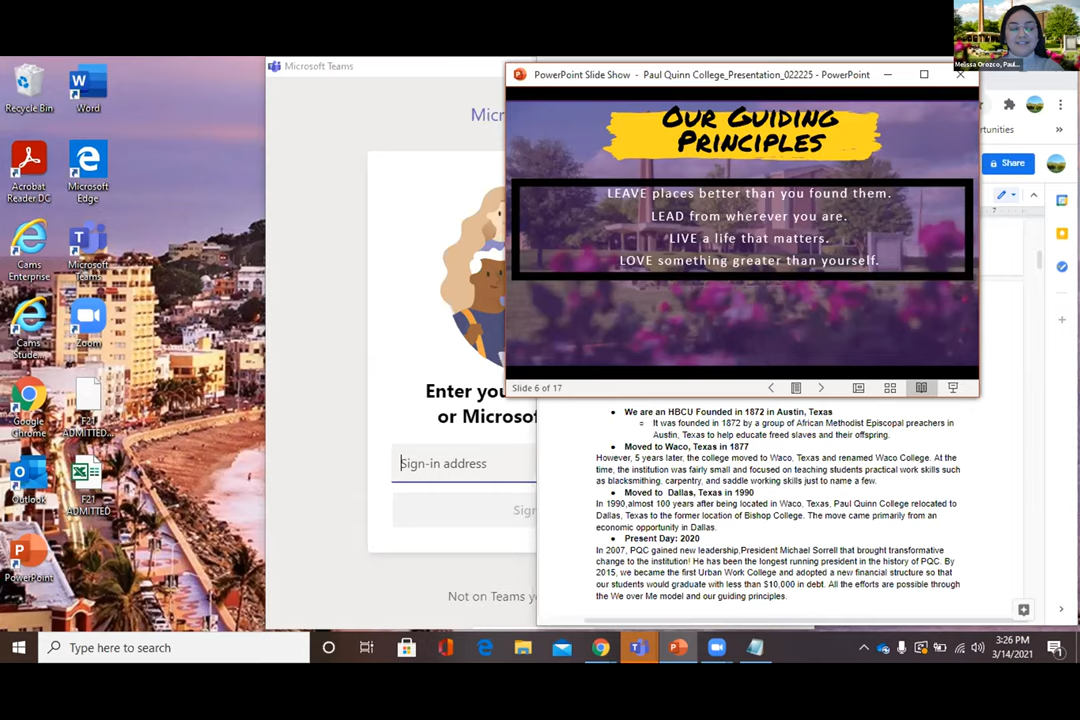 Melissa Orozco, Paul...
Recycle Bin
Word
Acrobat
Reader DC
Microsoft
Edge
Cams
Enterprise
Microsoft
Teams
Cams
Stude...
Zoom
Google
Chrome
F21
ADMITTED...
Outlook
F21
ADMITTED
PowerPoint
Microsoft Teams
Micr
Enter you
or Microsof
Sign-in address
Sign
Not on Teams y
PowerPoint Slide Show - Paul Quinn College_Presentation_022225 - PowerPoint
OUR GUIDING
PRINCIPLES
LEAVE places better than you found them.
LEAD from wherever you are.
LIVE a life that matters.
LOVE something greater than yourself.
Slide 6 of 17
ortunities
Share
7
• We are an HBCU Founded in 1872 in Austin, Texas
○ It was founded in 1872 by a group of African Methodist Episcopal preachers in
Austin, Texas to help educate freed slaves and their offspring.
• Moved to Waco, Texas in 1877
However, 5 years later, the college moved to Waco, Texas and renamed Waco College. At the
time, the institution was fairly small and focused on teaching students practical work skills such
as blacksmithing, carpentry, and saddle working skills just to name a few.
• Moved to Dallas, Texas in 1990
In 1990,almost 100 years after being located in Waco, Texas, Paul Quinn College relocated to
Dallas, Texas to the former location of Bishop College. The move came primarily from an
economic opportunity in Dallas.
• Present Day: 2020
In 2007, PQC gained new leadership,President Michael Sorrell that brought transformative
change to the institution! He has been the longest running president in the history of PQC. By
2015, we became the first Urban Work College and adopted a new financial structure so that
our students would graduate with less than $10,000 in debt. All the efforts are possible through
the We over Me model and our guiding principles.
Type here to search
3:26 PM
3/14/2021
1